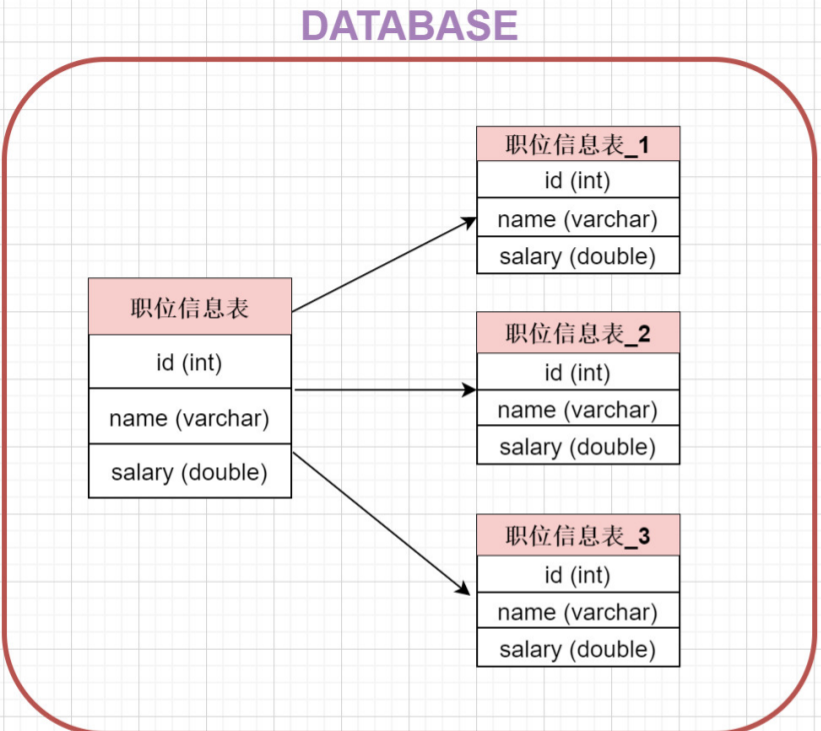 DATABASE
职位信息表
id (int)
name (varchar)
salary (double)
职位信息表_1
id (int)
name (varchar)
salary (double)
职位信息表_2
id (int)
name (varchar)
salary (double)
职位信息表_3
id (int)
name (varchar)
salary (double)